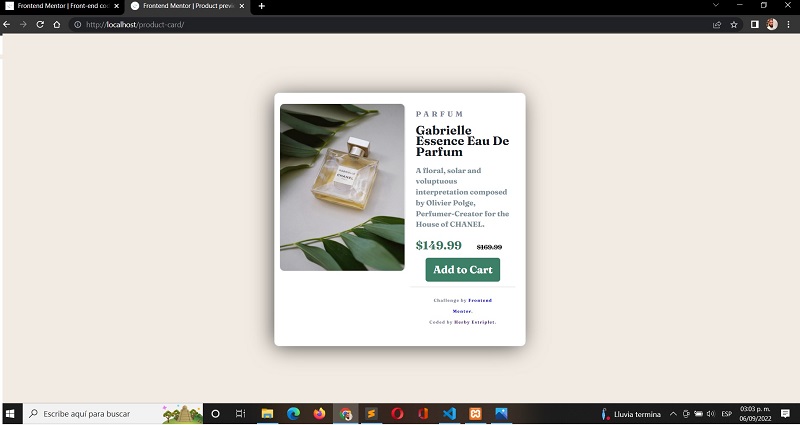 Frontend Mentor | Front-end cod
Frontend Mentor | Product previ
http://localhost/product-card/
PARFUM
Gabrielle
Essence Eau De
Parfum
A floral, solar and
voluptuous
interpretation composed
by Olivier Polge,
Perfumer-Creator for the
House of CHANEL.
$149.99 $169.99
Add to Cart
Challenge by Frontend
Mentor.
Coded by Hosby Estriplet.
CHANEL
Escribe aquí para buscar
Lluvia termina
ESP
03:03 p. m.
06/09/2022